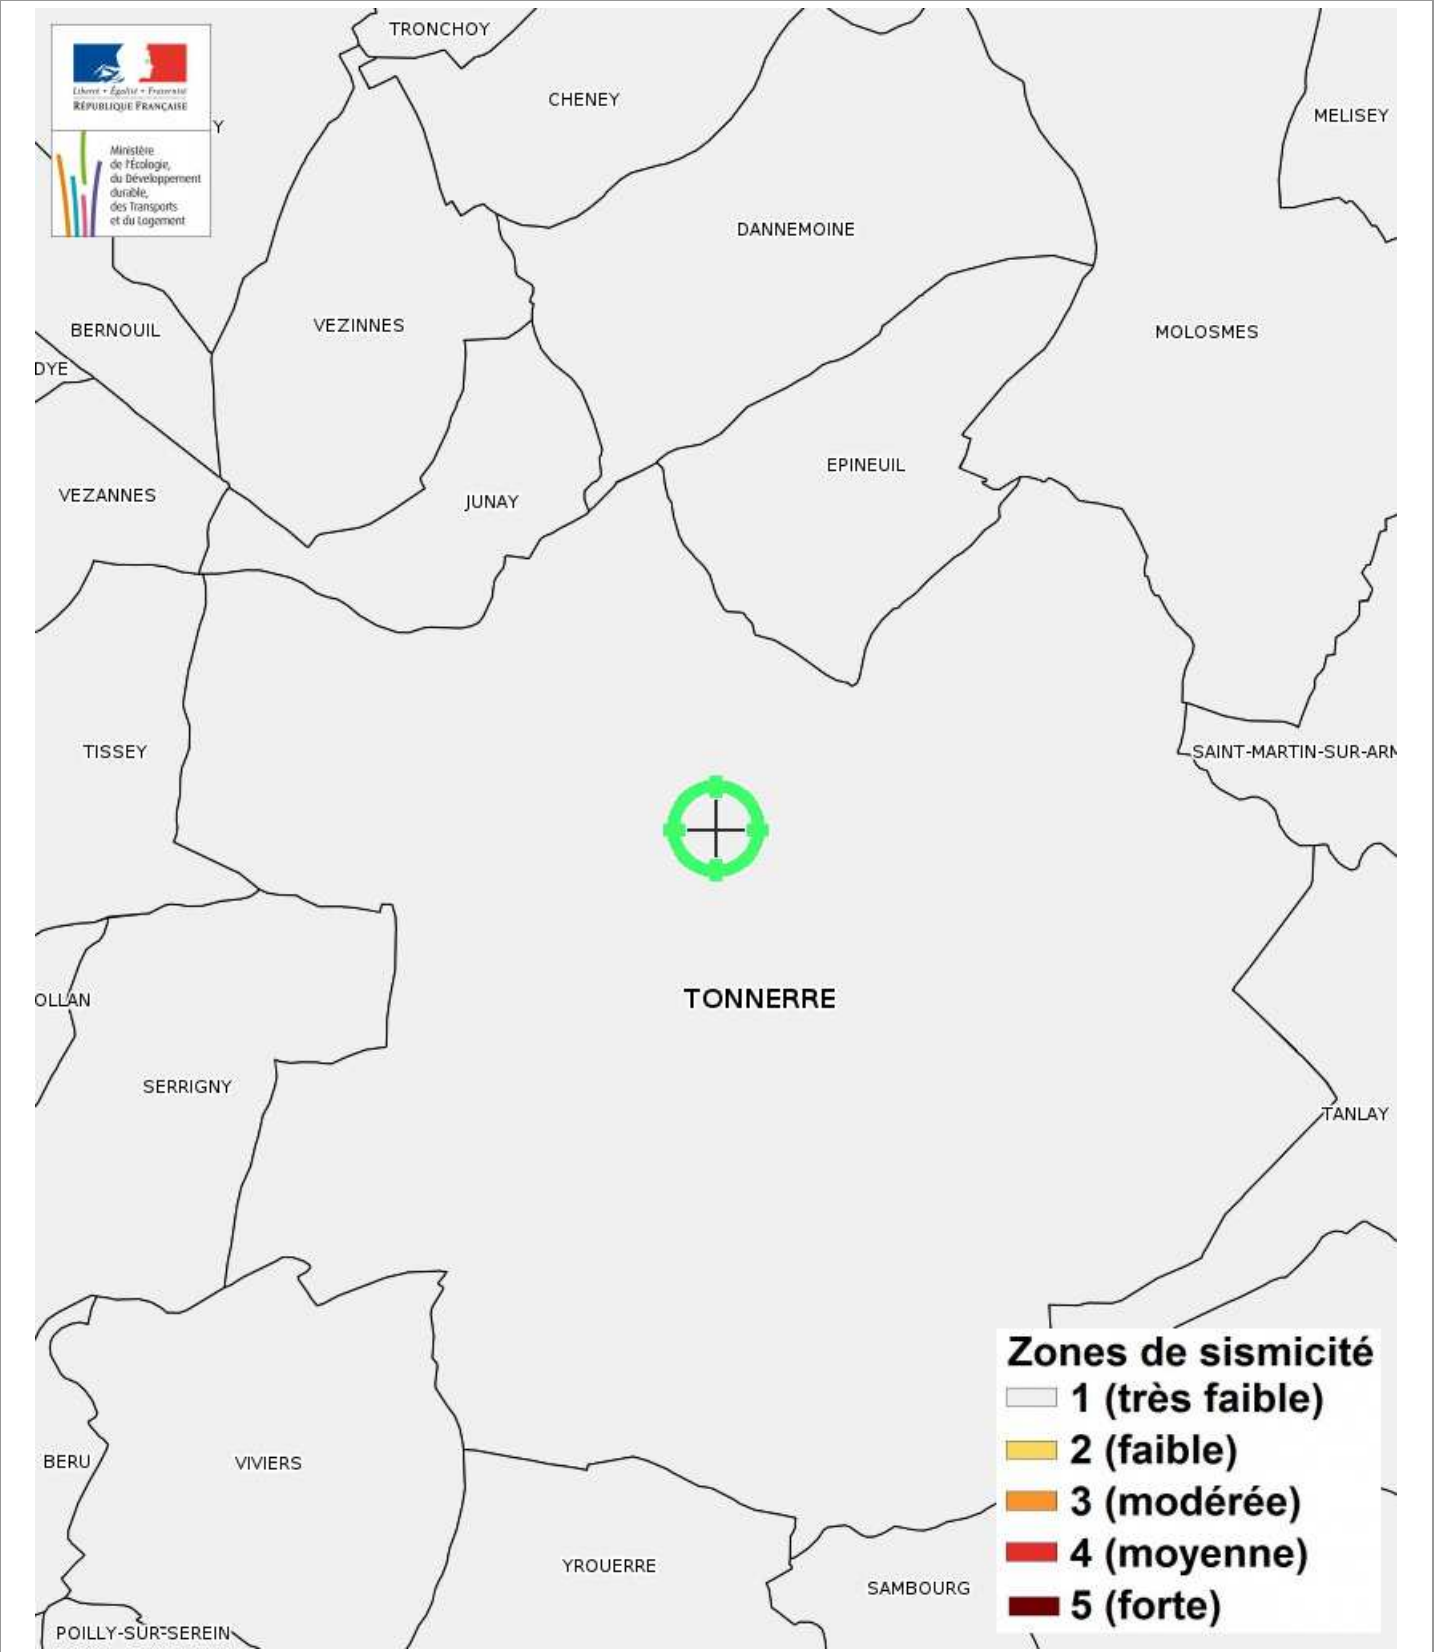 TRONCHOY
Liberté • Égalité • Fraternité
RÉPUBLIQUE FRANÇAISE
CHENEY
MELISEY
Y
Ministère
de l'Écologie,
du Développement
durable,
des Transports
et du Logement
DANNEMOINE
BERNOUIL
VEZINNES
MOLOSMES
DYE
EPINEUIL
VEZANNES
JUNAY
TISSEY
SAINT-MARTIN-SUR-ARM
OLLAN
TONNERRE
SERRIGNY
TANLAY
BERU
VIVIERS
YROUERRE
SAMBOURG
POILLY-SUR-SEREIN
Zones de sismicité
1 (très faible)
2 (faible)
3 (modérée)
4 (moyenne)
5 (forte)